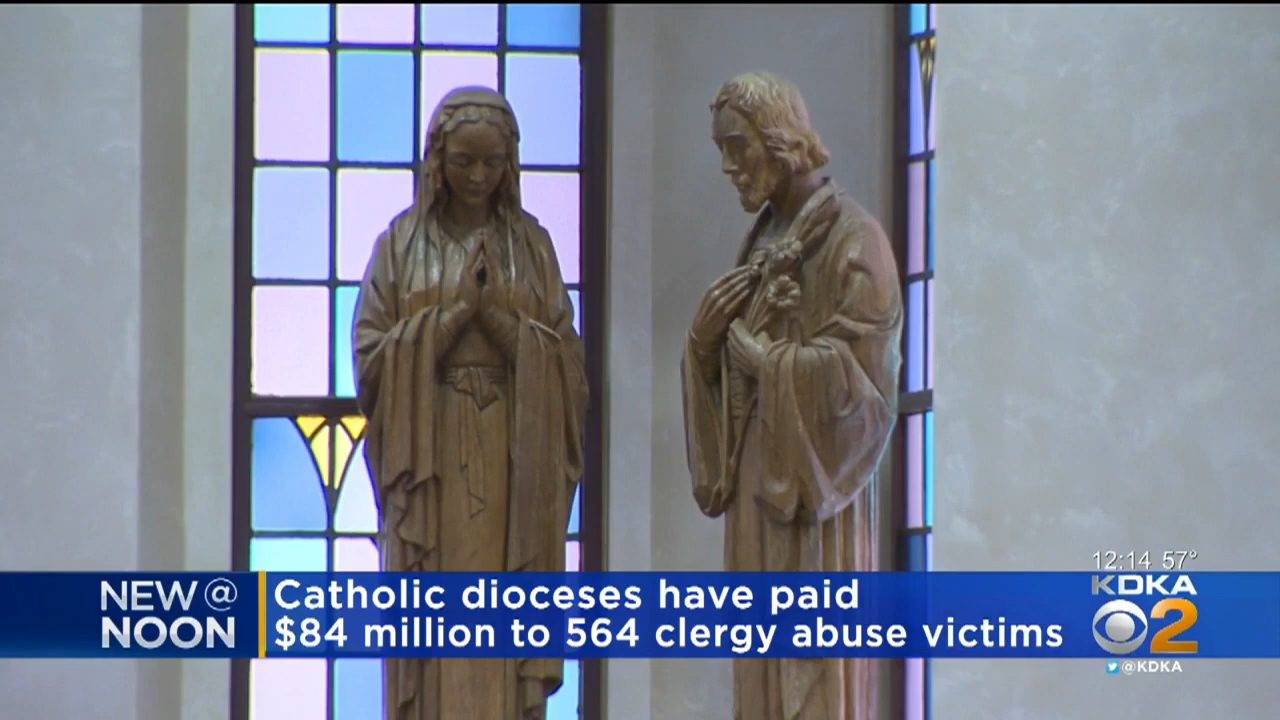 12:14 57°
NEW @
NOON
Catholic dioceses have paid
$84 million to 564 clergy abuse victims
KDKA
2
@KDKA